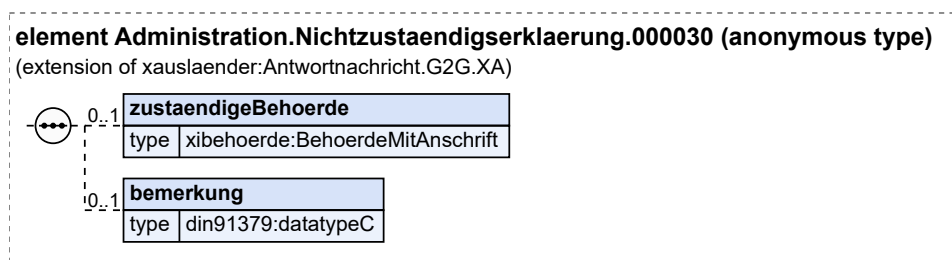 element Administration.Nichtzustaendigserklaerung.000030 (anonymous type)
(extension of xauslaender:Antwortnachricht.G2G.XA)
0..1 zustaendigeBehoerde
type xibehoerde:BehoerdeMitAnschrift
0..1 bemerkung
type din91379:datatypeC